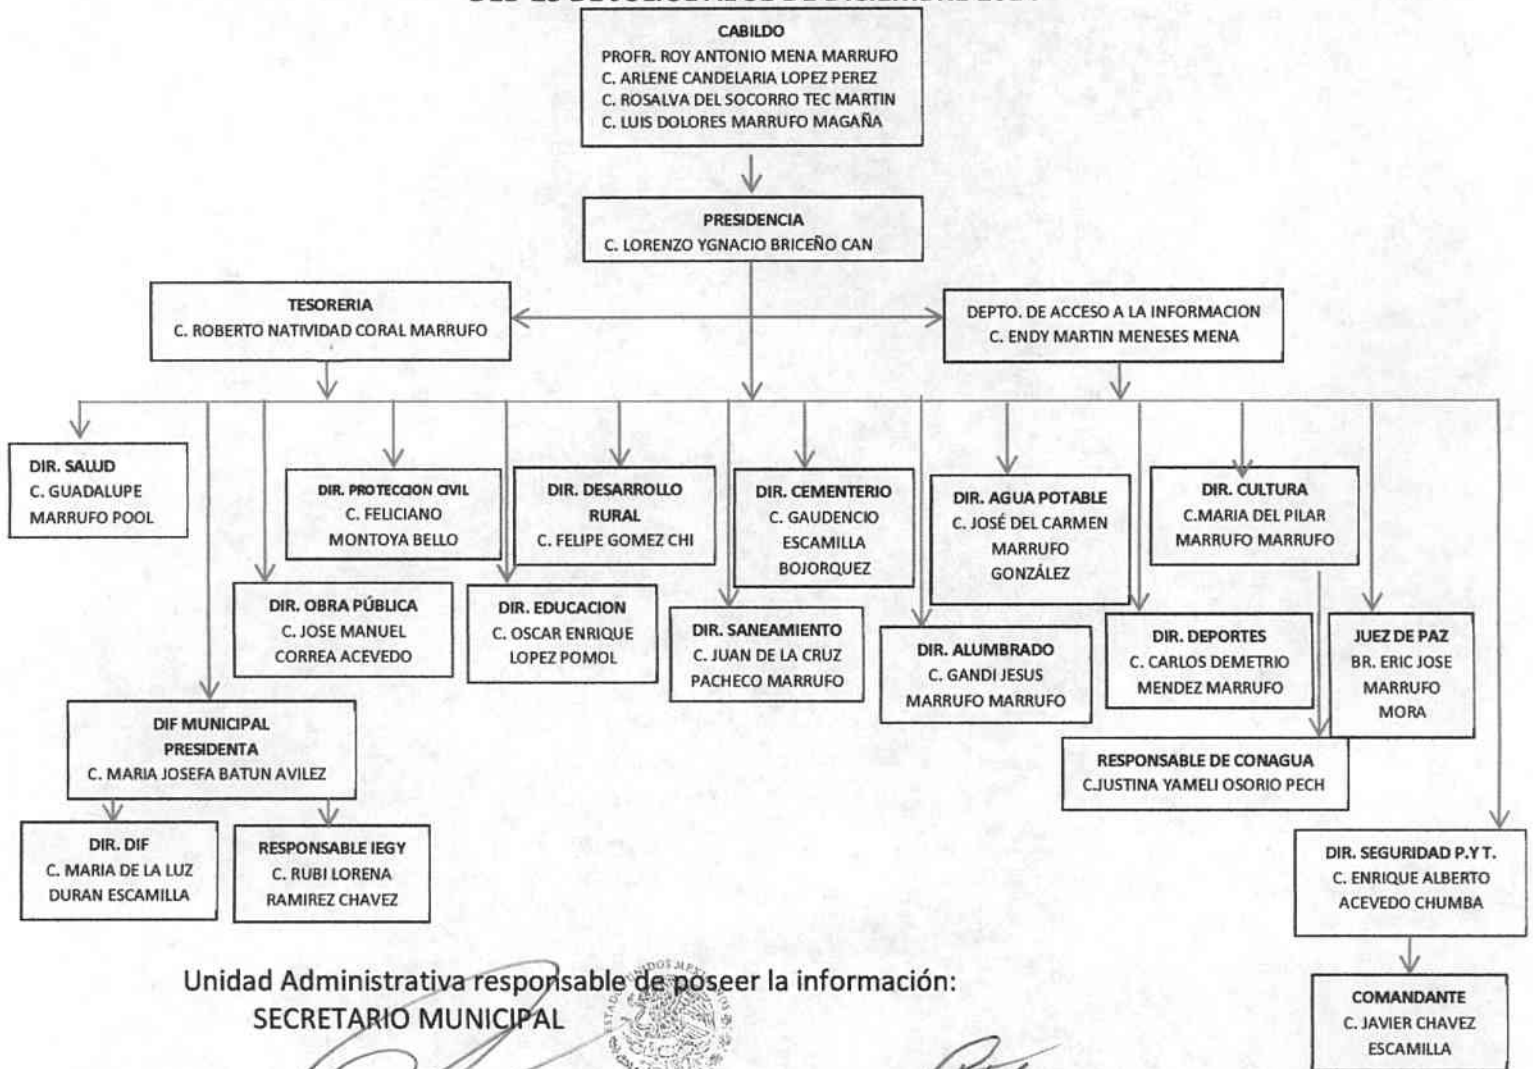 CABILDO
PROFR. ROY ANTONIO MENA MARRUFO
C. ARLENE CANDELARIA LOPEZ PEREZ
C. ROSALVA DEL SOCORRO TEC MARTIN
C. LUIS DOLORES MARRUFO MAGAÑA
PRESIDENCIA
C. LORENZO YGNACIO BRICEÑO CAN
TESORERIA
C. ROBERTO NATIVIDAD CORAL MARRUFO
DEPTO. DE ACCESO A LA INFORMACION
C. ENDY MARTIN MENESES MENA
DIR. SALUD
C. GUADALUPE
MARRUFO POOL
DIR. PROTECCION CIVIL
C. FELICIANO
MONTOYA BELLO
DIR. DESARROLLO
RURAL
C. FELIPE GOMEZ CHI
DIR. CEMENTERIO
C. GAUDENCIO
ESCAMILLA
BOJORQUEZ
DIR. AGUA POTABLE
C. JOSÉ DEL CARMEN
MARRUFO
GONZÁLEZ
DIR. CULTURA
C.MARIA DEL PILAR
MARRUFO MARRUFO
DIR. OBRA PÚBLICA
C. JOSE MANUEL
CORREA ACEVEDO
DIR. EDUCACION
C. OSCAR ENRIQUE
LOPEZ POMOL
DIR. SANEAMIENTO
C. JUAN DE LA CRUZ
PACHECO MARRUFO
DIR. ALUMBRADO
C. GANDI JESUS
MARRUFO MARRUFO
DIR. DEPORTES
C. CARLOS DEMETRIO
MENDEZ MARRUFO
JUEZ DE PAZ
BR. ERIC JOSE
MARRUFO
MORA
DIF MUNICIPAL
PRESIDENTA
C. MARIA JOSEFA BATUN AVILEZ
RESPONSABLE DE CONAGUA
C.JUSTINA YAMELI OSORIO PECH
DIR. DIF
C. MARIA DE LA LUZ
DURAN ESCAMILLA
RESPONSABLE IEGY
C. RUBI LORENA
RAMIREZ CHAVEZ
DIR. SEGURIDAD P.Y T.
C. ENRIQUE ALBERTO
ACEVEDO CHUMBA
COMANDANTE
C. JAVIER CHAVEZ
ESCAMILLA
Unidad Administrativa responsable de poseer la información:
SECRETARIO MUNICIPAL